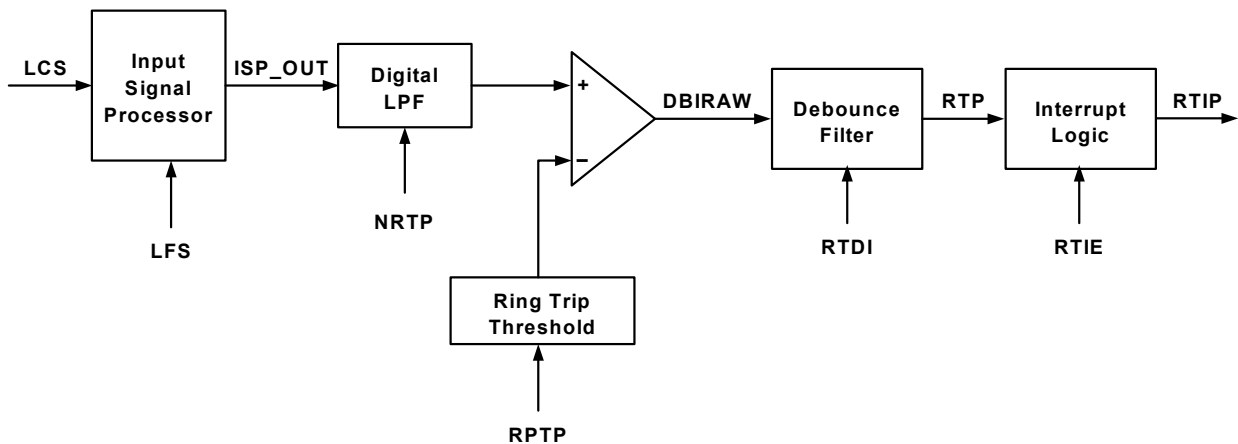 LCS
Input
Signal
Processor
ISP_OUT
Digital
LPF
+
−
DBIRAW
Debounce
Filter
RTP
Interrupt
Logic
RTIP
LFS
NRTP
RTDI
RTIE
Ring Trip
Threshold
RPTP